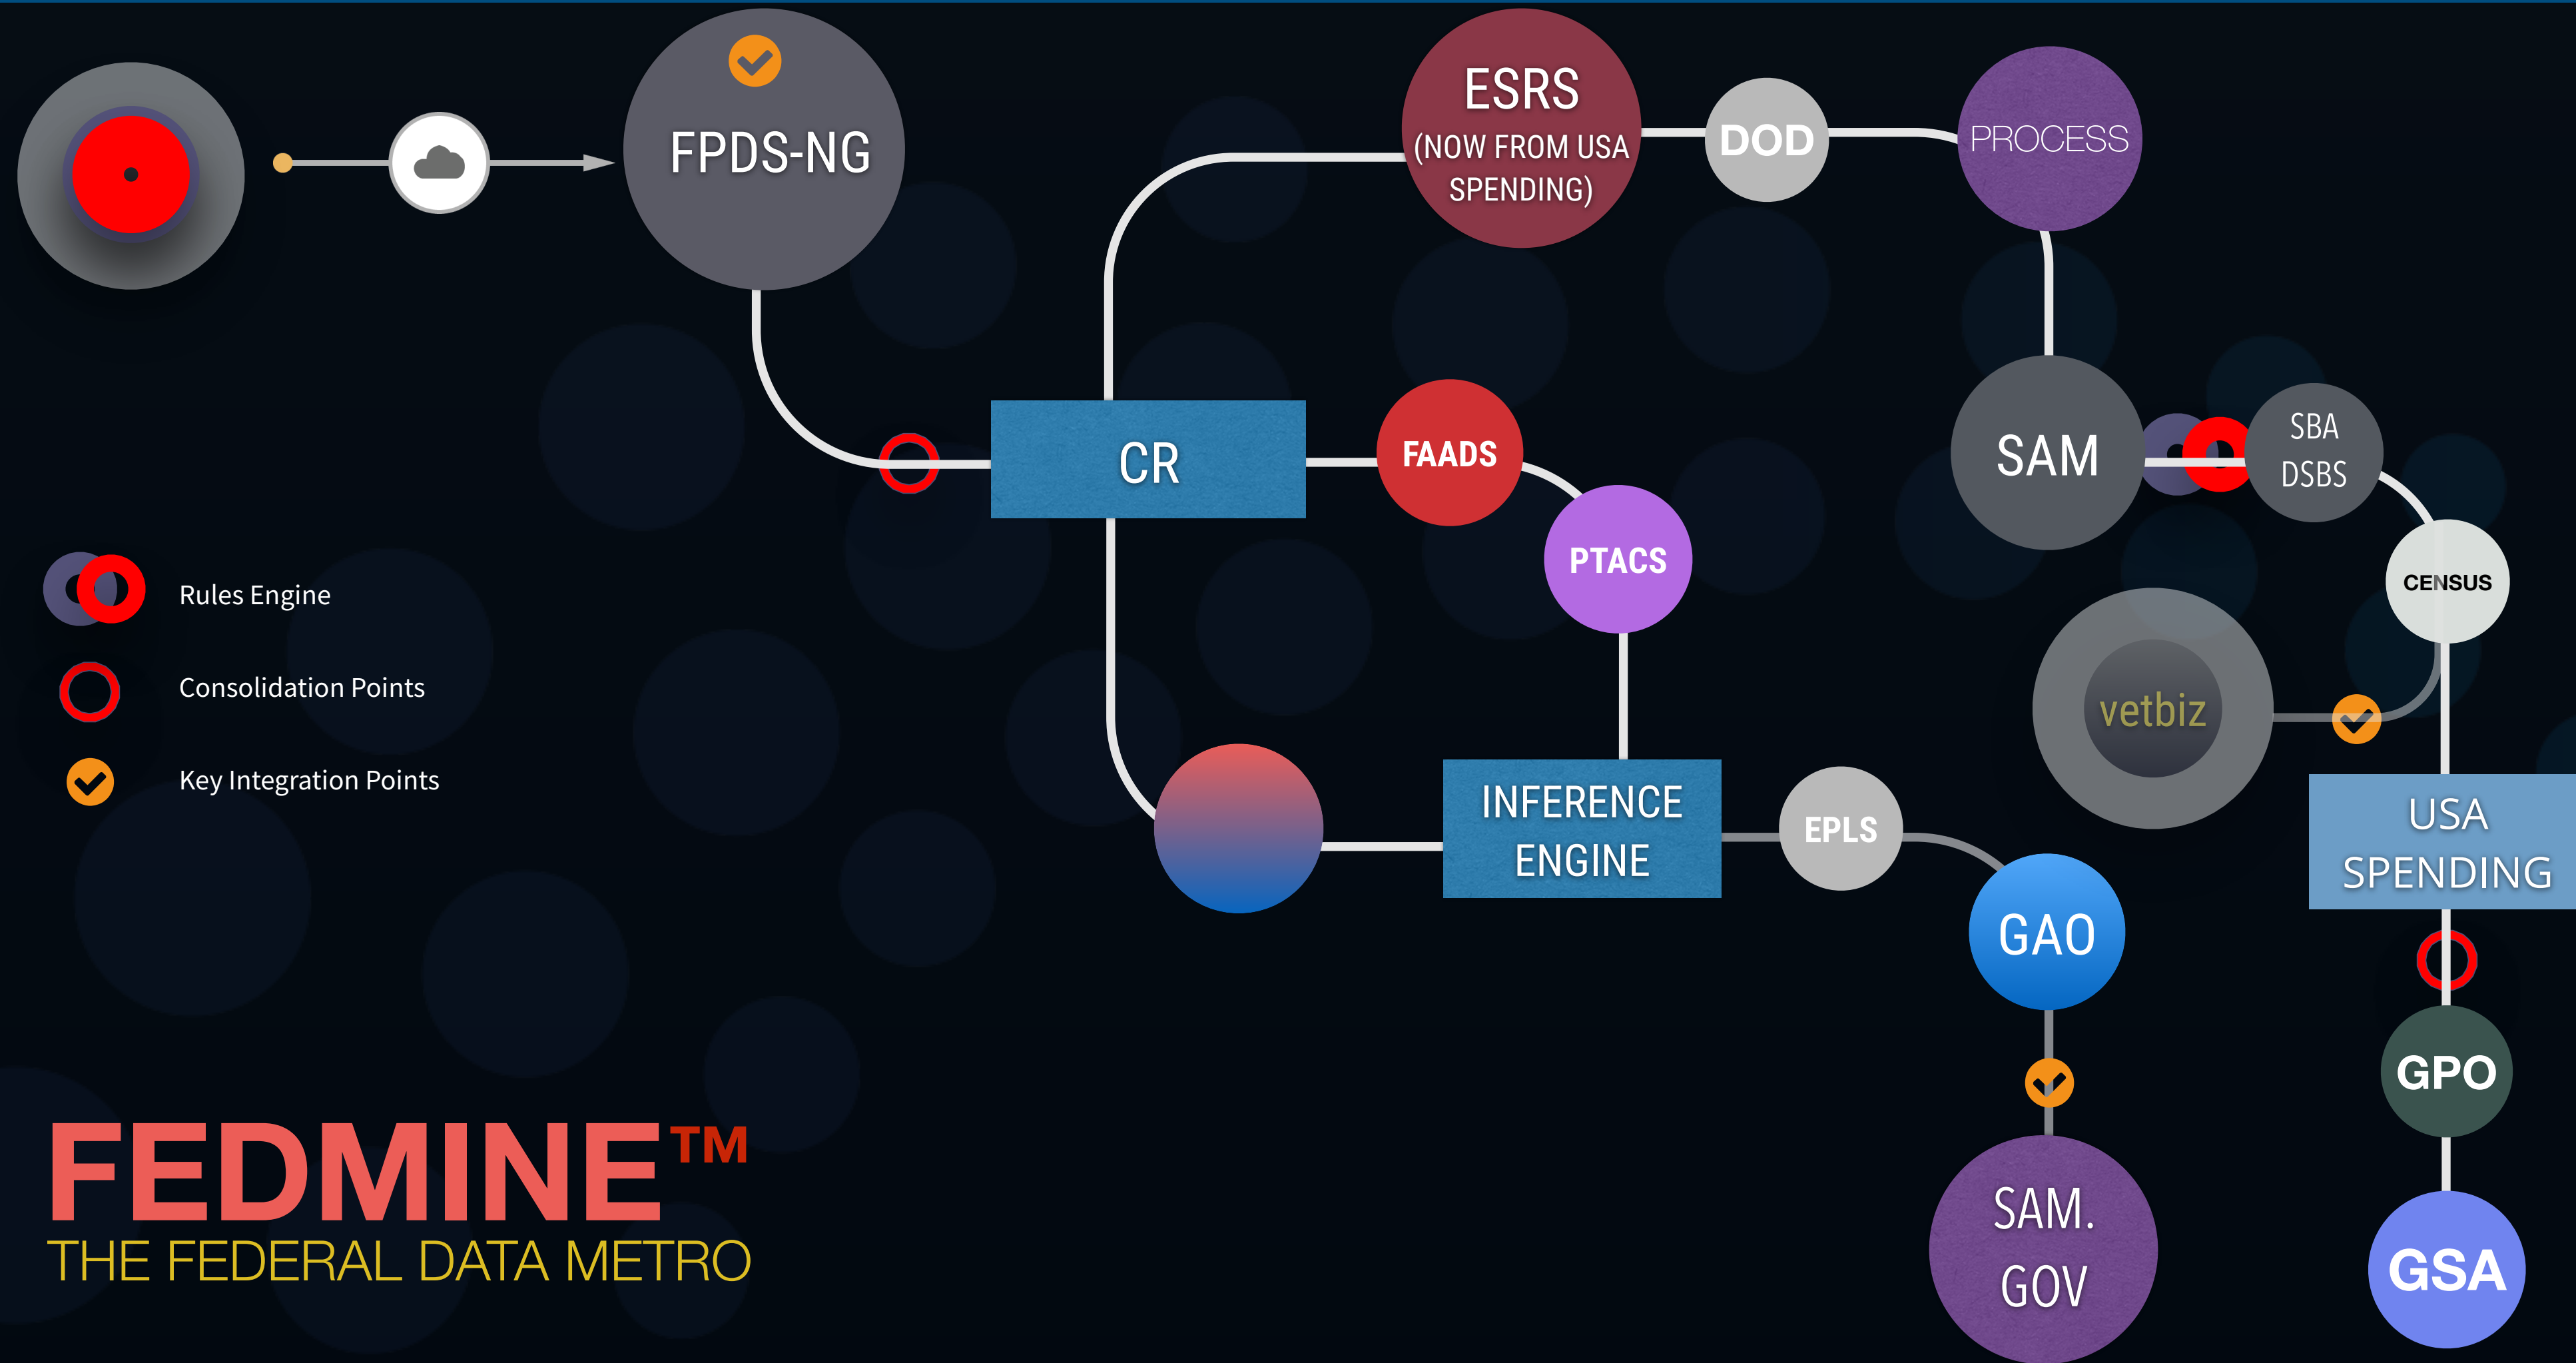 FPDS-NG
ESRS
(NOW FROM USA
SPENDING)
DOD
PROCESS
CR
FAADS
PTACS
SAM
SBA
DSBS
CENSUS
Rules Engine
Consolidation Points
Key Integration Points
vetbiz
INFERENCE
ENGINE
EPLS
GAO
USA
SPENDING
GPO
SAM.
GOV
GSA
FEDMINE™
THE FEDERAL DATA METRO